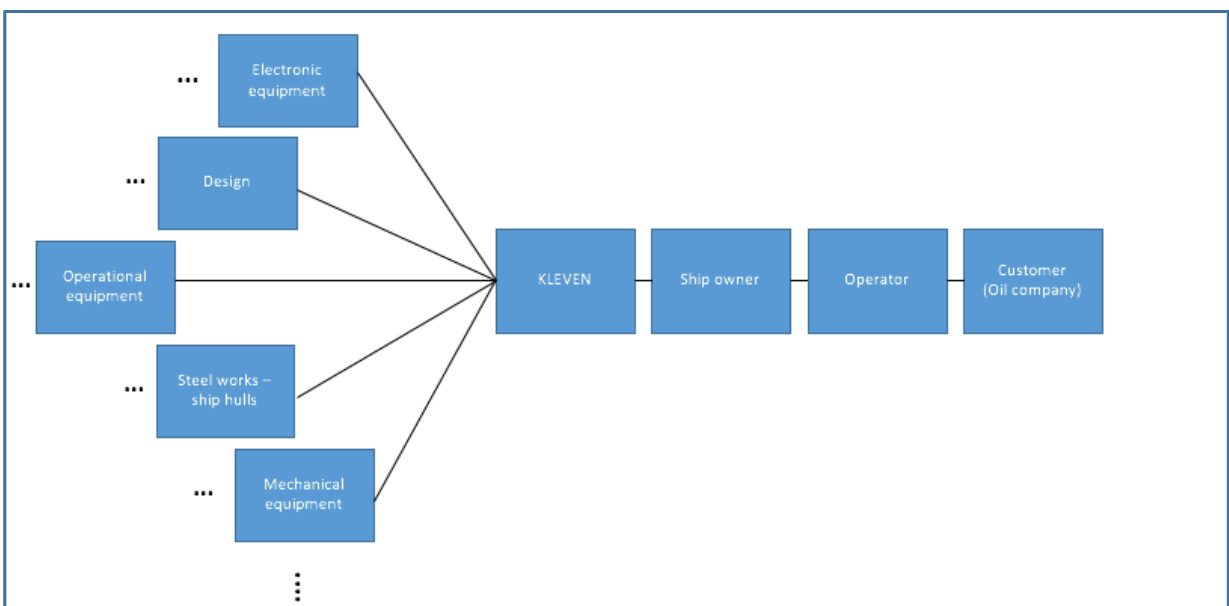 Electronic
equipment
...
Design
...
Operational
equipment
...
Steel works –
ship hulls
...
Mechanical
equipment
...
KLEVEN
Ship owner
Operator
Customer
(Oil company)